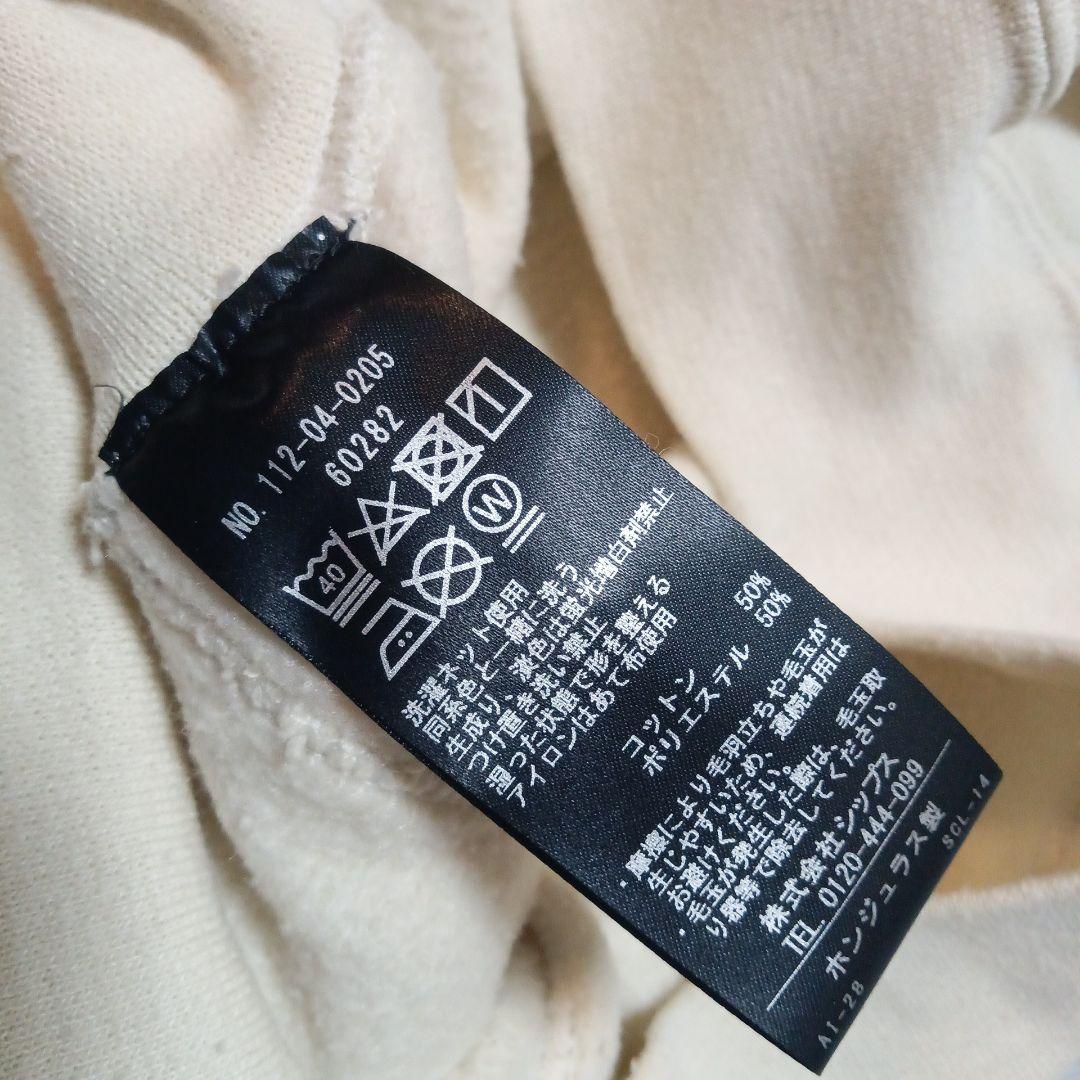 NO. 112-04-0205
60282
40
W
洗濯ネット使用
同系色と一緒に洗う
生成り、淡色は蛍光増白剤禁止
つけ置き洗い禁止
湿った状態で形を整える
アイロンはあて布使用
コットン 50%
ポリエステル 50%
・摩擦により毛羽立ちや毛玉が
生じやすいため、連続着用は
お避けください。
・毛玉が発生した際は、毛玉取
り器等で除去してください。
株式会社シップス
TEL. 0120-444-099
ホンジュラス製
AI-28 SCL-14